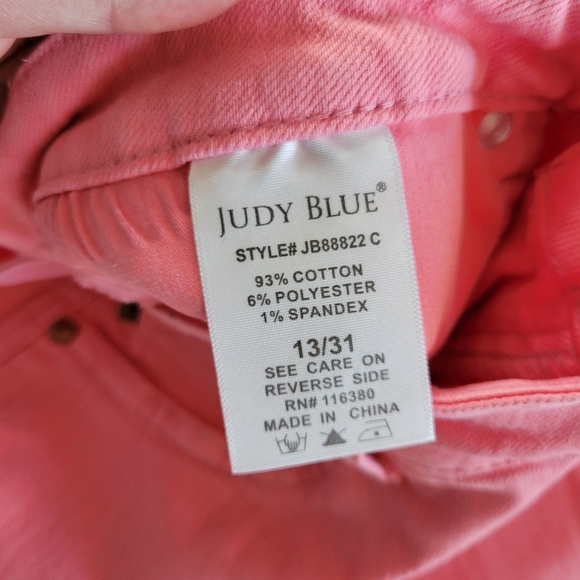 JUDY BLUE®
STYLE# JB88822 C
93% COTTON
6% POLYESTER
1% SPANDEX
13/31
SEE CARE ON
REVERSE SIDE
RN# 116380
MADE IN CHINA